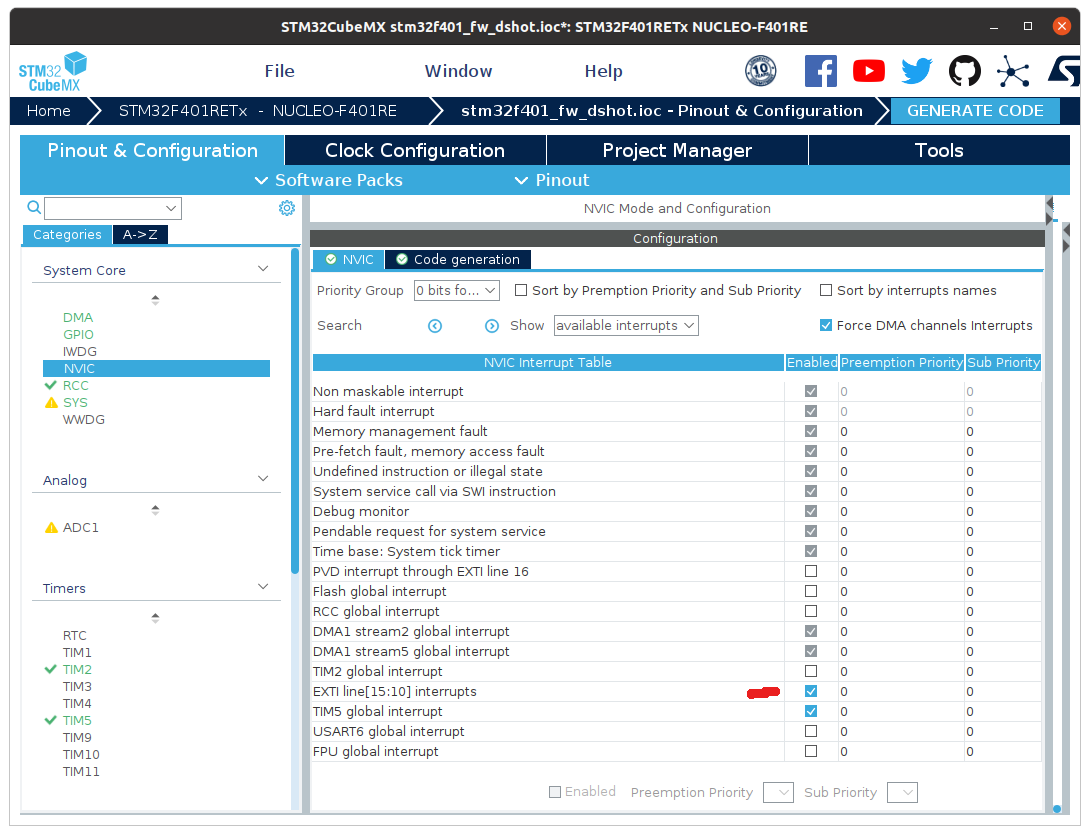 STM32CubeMX stm32f401_fw_dshot.ioc*: STM32F401RETx NUCLEO-F401RE
STM32 CubeMX File Window Help 10 YEARS
Home STM32F401RETx - NUCLEO-F401RE stm32f401_fw_dshot.ioc - Pinout & Configuration GENERATE CODE
Pinout & Configuration Clock Configuration Project Manager Tools
Software Packs Pinout
NVIC Mode and Configuration
Categories A->Z
Configuration
NVIC Code generation
System Core
Priority Group 0 bits fo... Sort by Premption Priority and Sub Priority Sort by interrupts names
Search Show available interrupts Force DMA channels Interrupts
DMA
GPIO
IWDG
NVIC
RCC
SYS
WWDG
Analog
ADC1
Timers
RTC
TIM1
TIM2
TIM3
TIM4
TIM5
TIM9
TIM10
TIM11
NVIC Interrupt Table Enabled Preemption Priority Sub Priority
Non maskable interrupt 0 0
Hard fault interrupt 0 0
Memory management fault 0 0
Pre-fetch fault, memory access fault 0 0
Undefined instruction or illegal state 0 0
System service call via SWI instruction 0 0
Debug monitor 0 0
Pendable request for system service 0 0
Time base: System tick timer 0 0
PVD interrupt through EXTI line 16 0 0
Flash global interrupt 0 0
RCC global interrupt 0 0
DMA1 stream2 global interrupt 0 0
DMA1 stream5 global interrupt 0 0
TIM2 global interrupt 0 0
EXTI line[15:10] interrupts 0 0
TIM5 global interrupt 0 0
USART6 global interrupt 0 0
FPU global interrupt 0 0
Enabled Preemption Priority Sub Priority